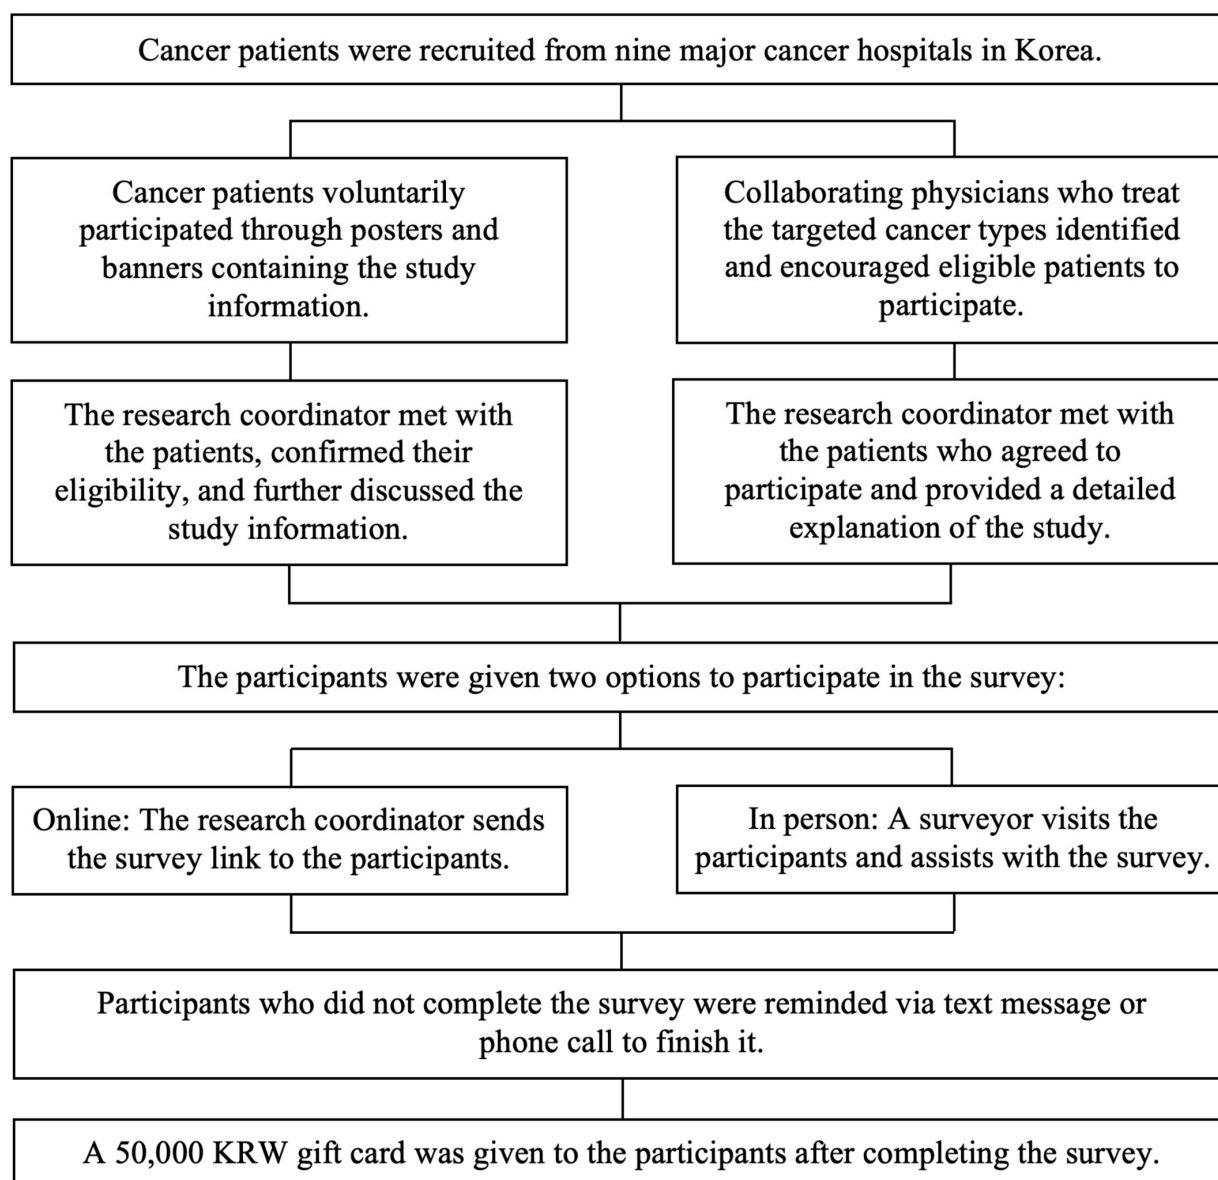 Cancer patients were recruited from nine major cancer hospitals in Korea.
Cancer patients voluntarily
participated through posters and
banners containing the study
information.
Collaborating physicians who treat
the targeted cancer types identified
and encouraged eligible patients to
participate.
The research coordinator met with
the patients, confirmed their
eligibility, and further discussed the
study information.
The research coordinator met with
the patients who agreed to
participate and provided a detailed
explanation of the study.
The participants were given two options to participate in the survey:
Online: The research coordinator sends
the survey link to the participants.
In person: A surveyor visits the
participants and assists with the survey.
Participants who did not complete the survey were reminded via text message or
phone call to finish it.
A 50,000 KRW gift card was given to the participants after completing the survey.